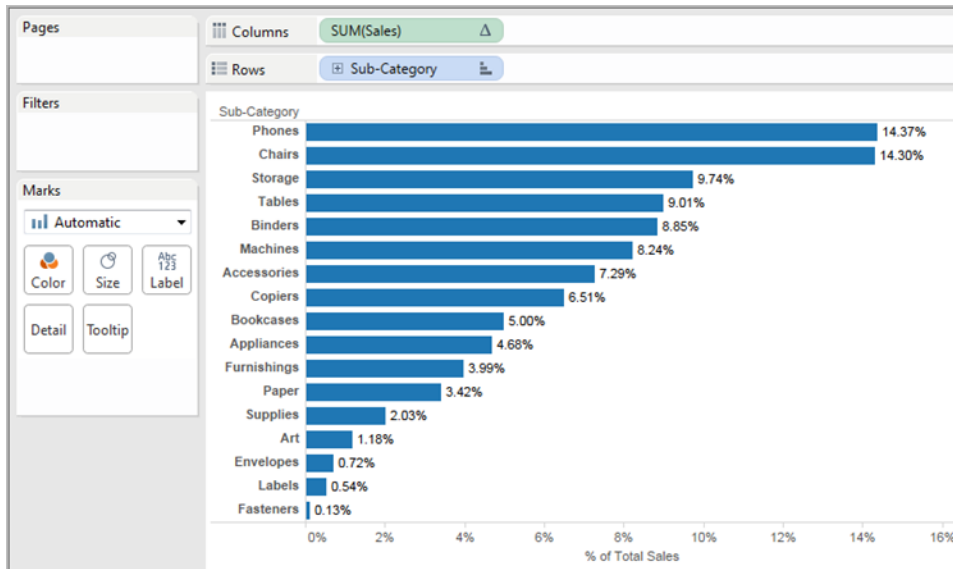 Pages
Columns SUM(Sales) Δ
Rows Sub-Category
Filters
Marks
Automatic
Color Size Abc 123 Label
Detail Tooltip
Sub-Category
Phones 14.37%
Chairs 14.30%
Storage 9.74%
Tables 9.01%
Binders 8.85%
Machines 8.24%
Accessories 7.29%
Copiers 6.51%
Bookcases 5.00%
Appliances 4.68%
Furnishings 3.99%
Paper 3.42%
Supplies 2.03%
Art 1.18%
Envelopes 0.72%
Labels 0.54%
Fasteners 0.13%
0% 2% 4% 6% 8% 10% 12% 14% 16%
% of Total Sales